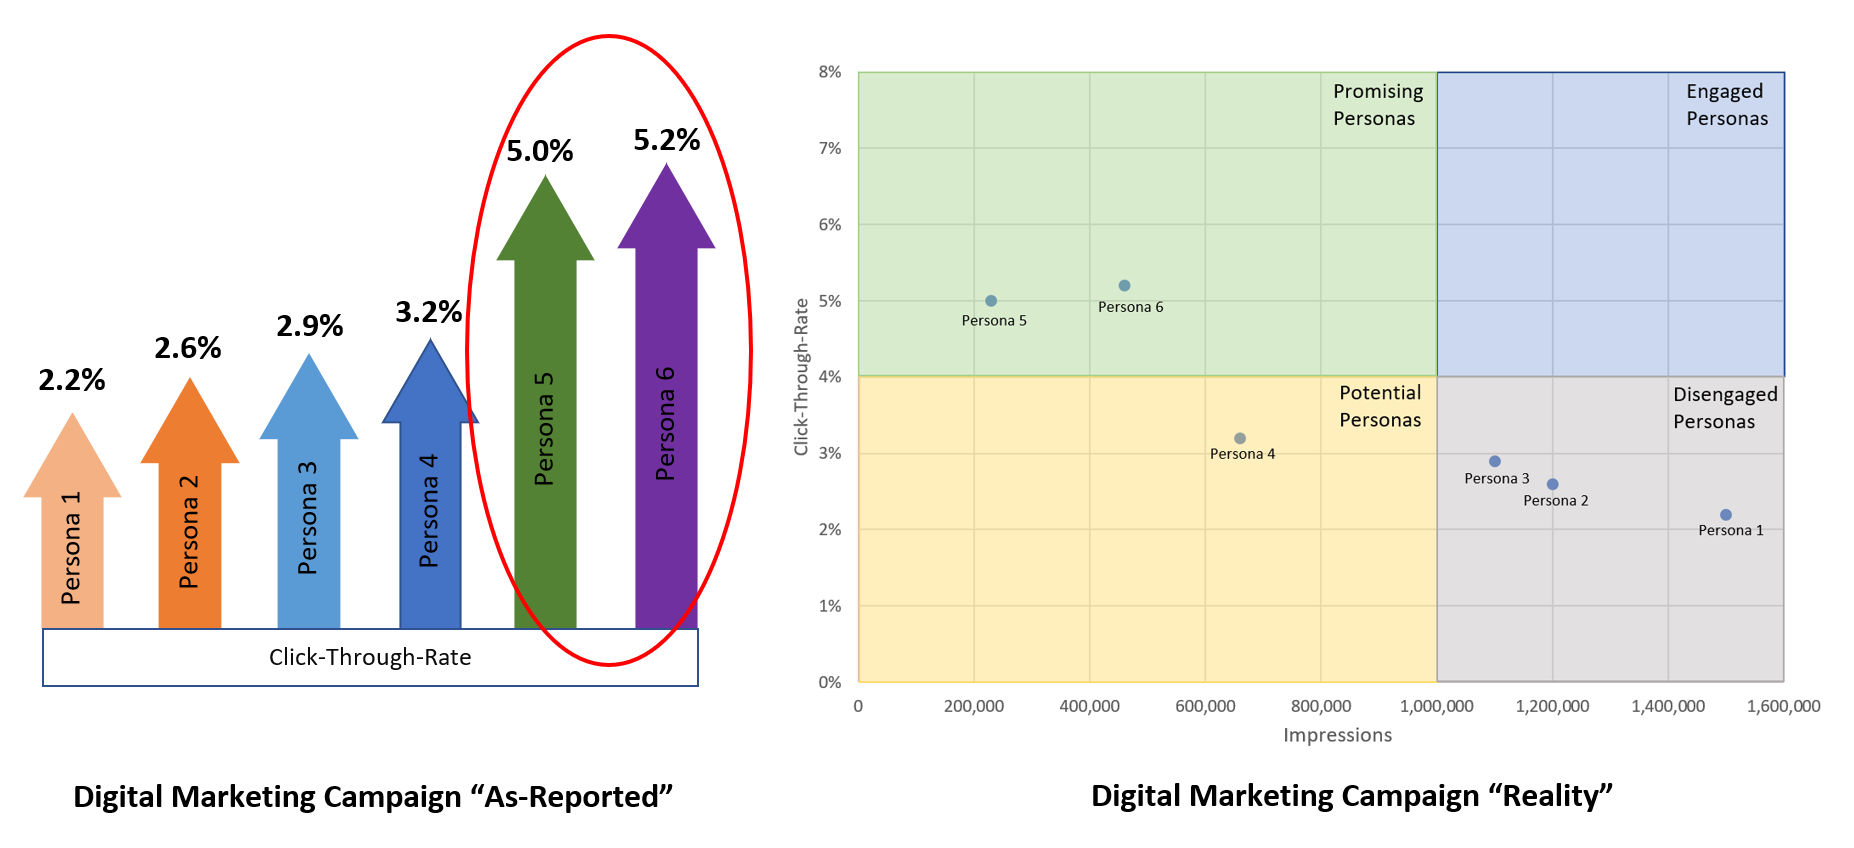 2.2%
2.6%
2.9%
3.2%
5.0%
5.2%
Persona 1
Persona 2
Persona 3
Persona 4
Persona 5
Persona 6
Click-Through-Rate
Digital Marketing Campaign “As-Reported”
8%
7%
6%
5%
4%
3%
2%
1%
0%
Click-Through-Rate
Promising
Personas
Engaged
Personas
Persona 5
Persona 6
Potential
Personas
Disengaged
Personas
Persona 4
Persona 3
Persona 2
Persona 1
0
200,000
400,000
600,000
800,000
1,000,000
1,200,000
1,400,000
1,600,000
Impressions
Digital Marketing Campaign “Reality”